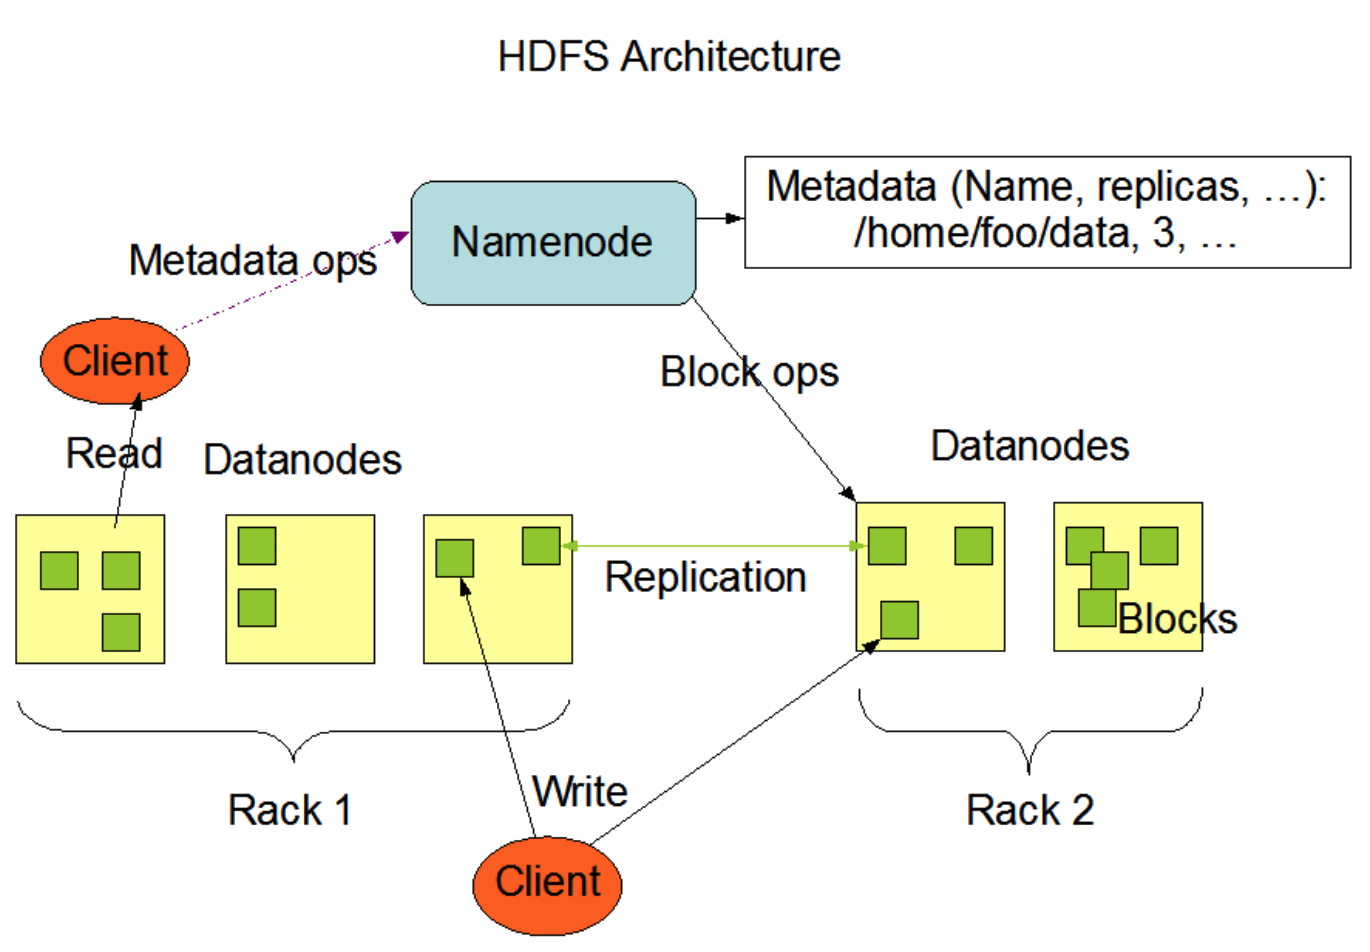 HDFS Architecture
Metadata (Name, replicas, …):
/home/foo/data, 3, …
Namenode
Metadata ops
Client
Block ops
Read
Datanodes
Datanodes
Replication
Blocks
Rack 1
Write
Rack 2
Client